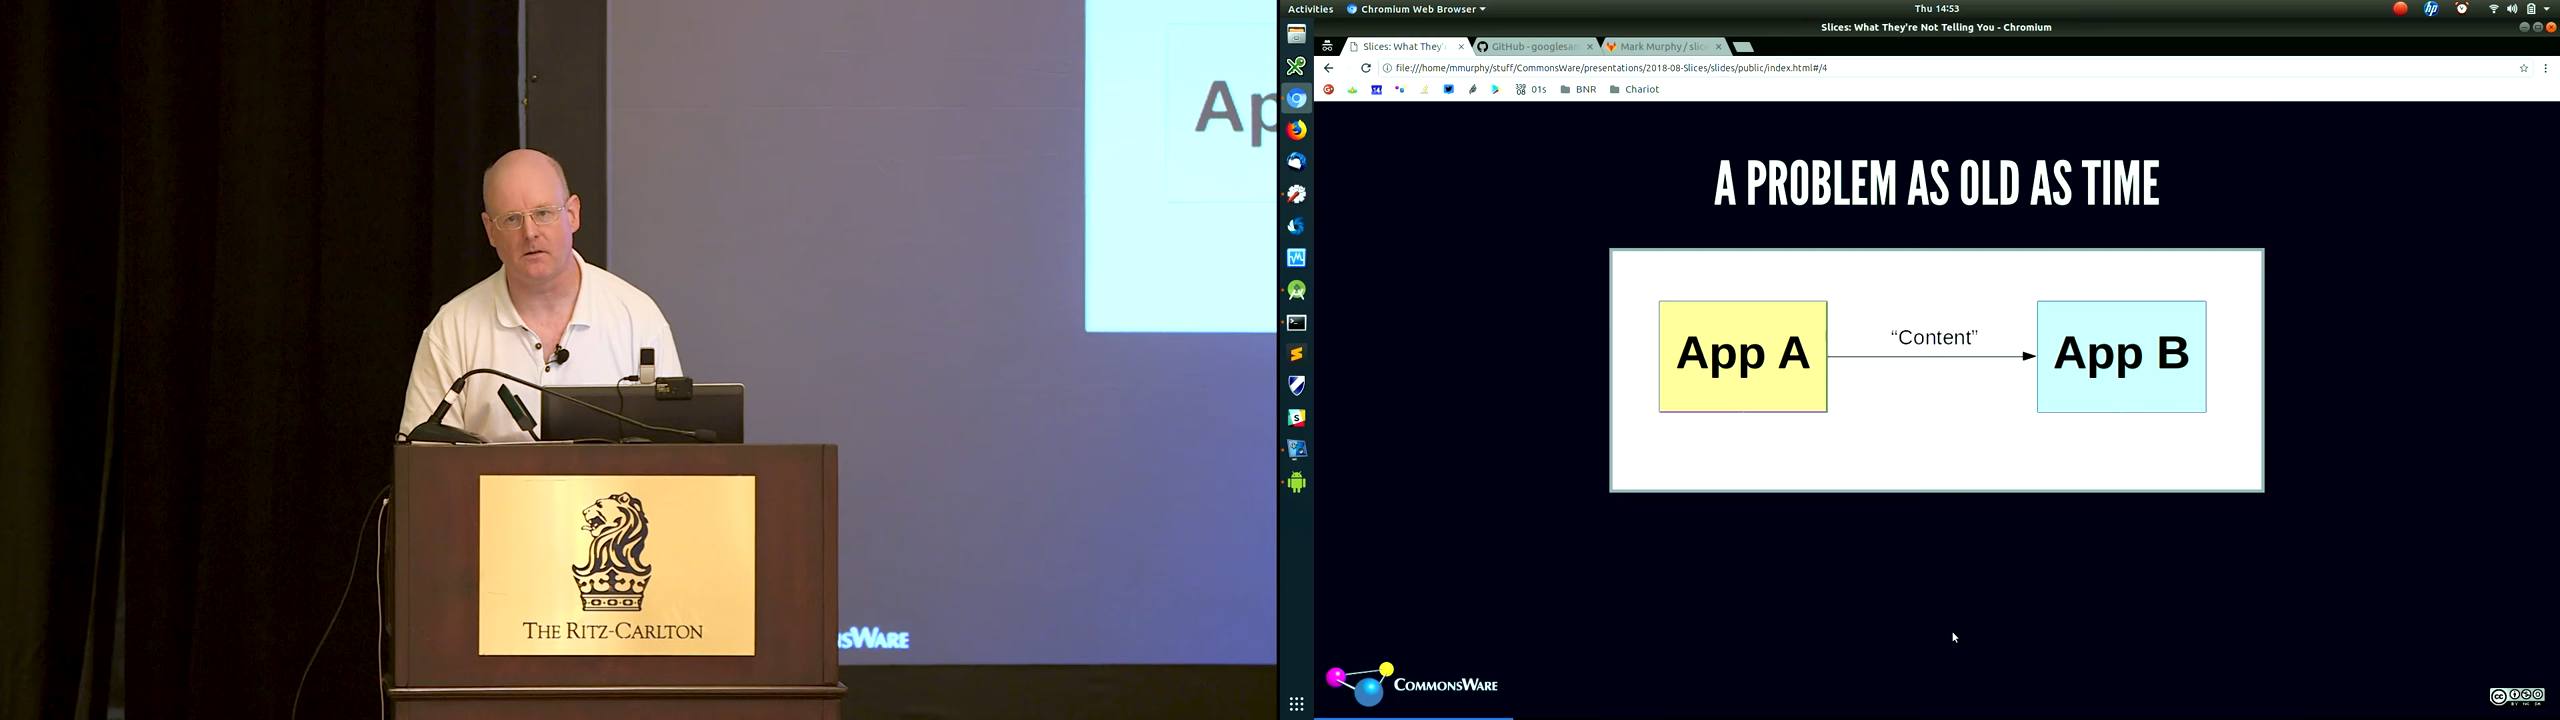 Ap
THE RITZ-CARLTON
SWARE
Activities
Chromium Web Browser
Thu 14:53
Slices: What They're Not Telling You - Chromium
Slices: What They'
GitHub - googlesam
Mark Murphy / slice
file:///home/mmurphy/stuff/CommonsWare/presentations/2018-08-Slices/slides/public/index.html#/4
01s
BNR
Chariot
A PROBLEM AS OLD AS TIME
App A
“Content”
App B
COMMONSWARE